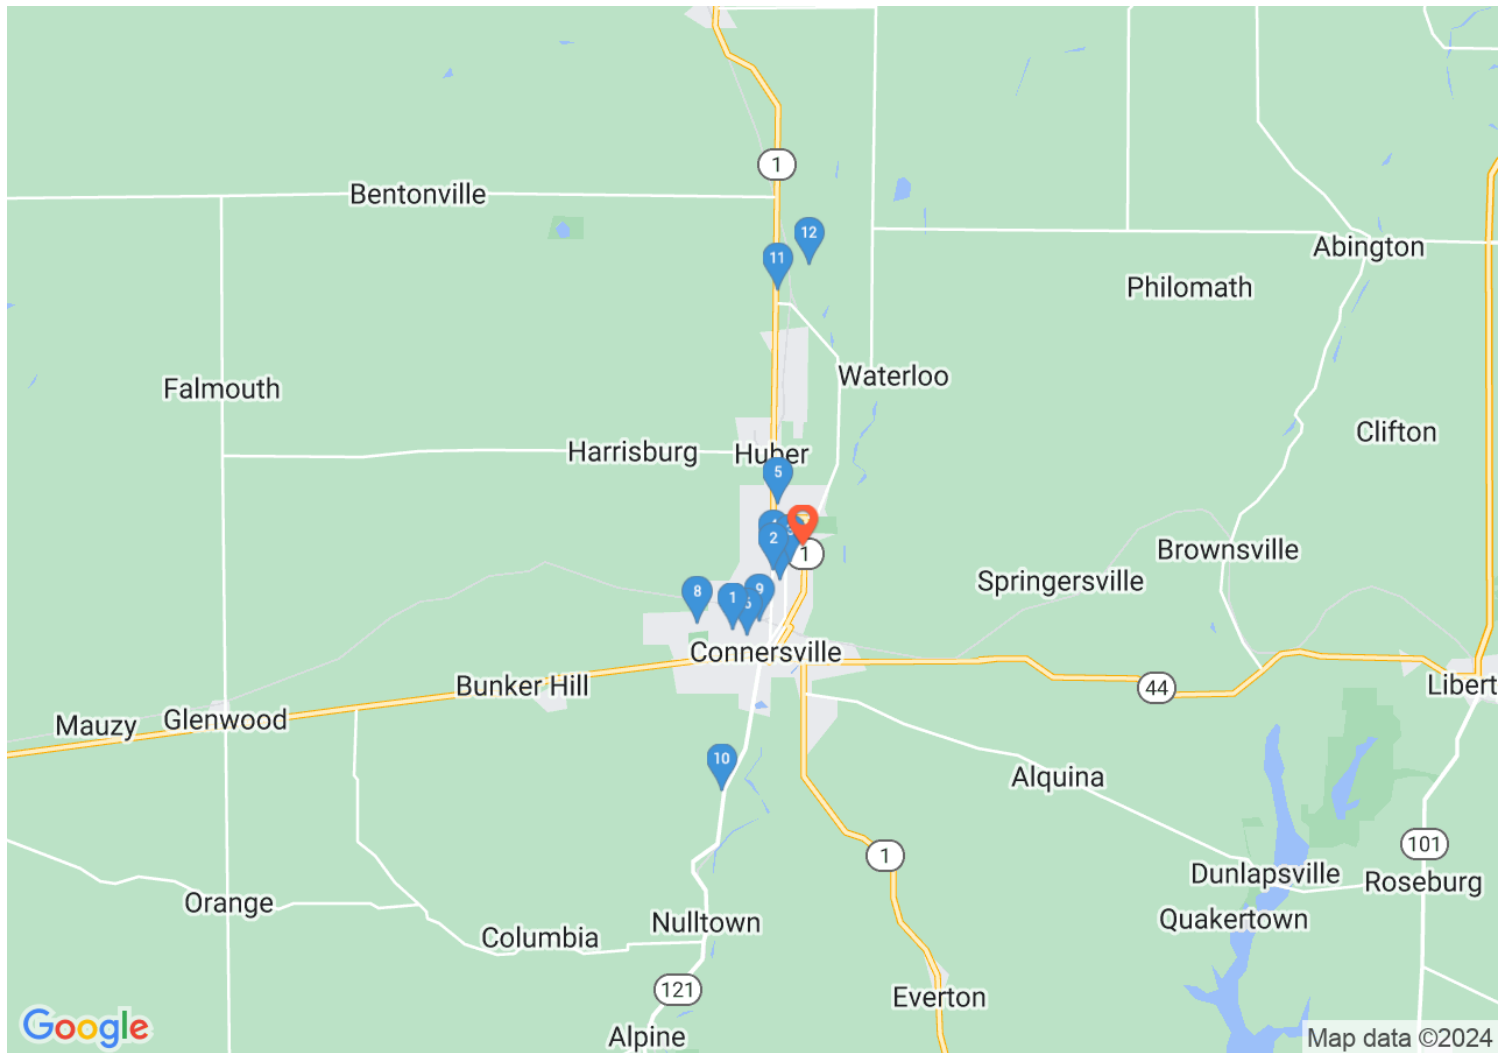 1
Bentonville
12
Abington
11
Philomath
Waterloo
Falmouth
Clifton
Harrisburg
Huber
5
3
2
1
Brownsville
Springersville
8
1
9
Connersville
Bunker Hill
44
Libert
Mauzy
Glenwood
10
Alquina
1
101
Dunlapsville
Roseburg
Orange
Nulltown
Quakertown
Columbia
121
Everton
Google
Alpine
Map data ©2024